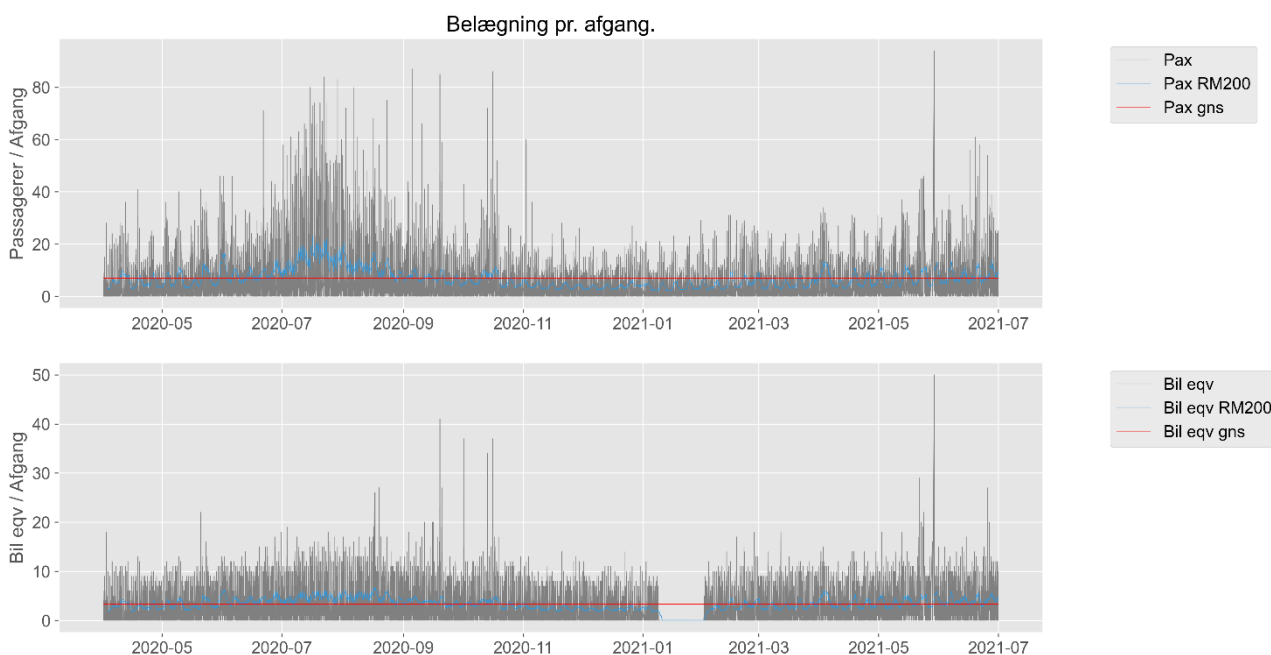 Belægning pr. afgang.
Passagerer / Afgang
80
60
40
20
0
2020-05 2020-07 2020-09 2020-11 2021-01 2021-03 2021-05 2021-07
Pax
Pax RM200
Pax gns
Bil eqv / Afgang
50
40
30
20
10
0
2020-05 2020-07 2020-09 2020-11 2021-01 2021-03 2021-05 2021-07
Bil eqv
Bil eqv RM200
Bil eqv gns